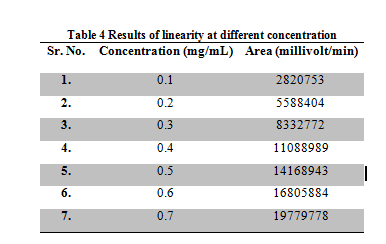 Table 4 Results of linearity at different concentration
Sr. No. Concentration (mg/mL) Area (millivolt/min)
1. 0.1 2820753
2. 0.2 5588404
3. 0.3 8332772
4. 0.4 11088989
5. 0.5 14168943
6. 0.6 16805884
7. 0.7 19779778